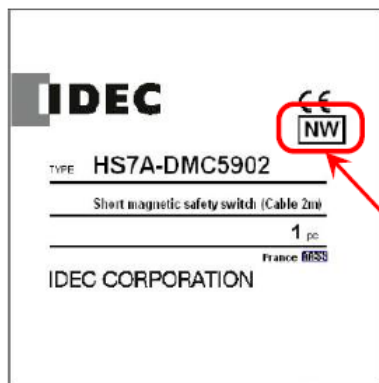 IDEC
CE
NW
TYPE HS7A-DMC5902
Short magnetic safety switch (Cable 2m)
1 pc
France
IDEC CORPORATION